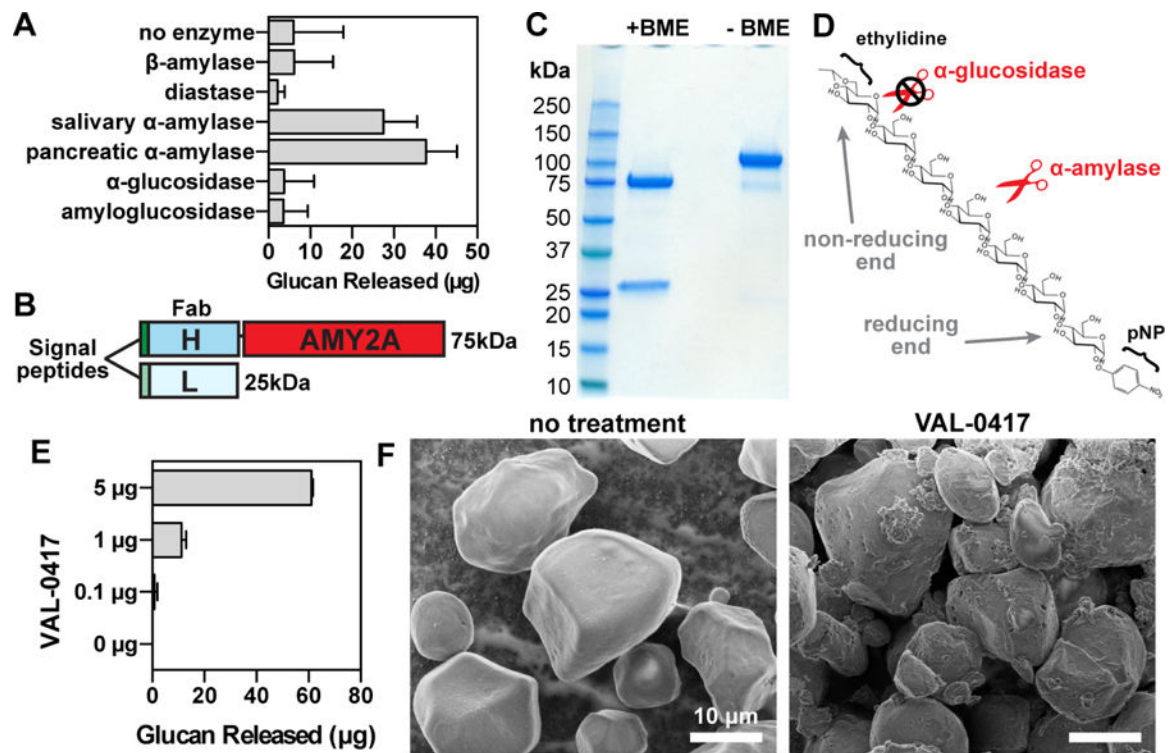 A
no enzyme
β-amylase
diastase
salivary α-amylase
pancreatic α-amylase
α-glucosidase
amyloglucosidase
0 10 20 30 40 50
Glucan Released (µg)
B
Fab
Signal
peptides
H
AMY2A
75kDa
L
25kDa
C
+BME - BME
kDa
250
150
100
75
50
37
25
20
15
10
D
ethylidine
α-glucosidase
α-amylase
non-reducing
end
reducing
end
pNP
E
VAL-0417
5 µg
1 µg
0.1 µg
0 µg
0 20 40 60 80
Glucan Released (µg)
F
no treatment
VAL-0417
10 µm